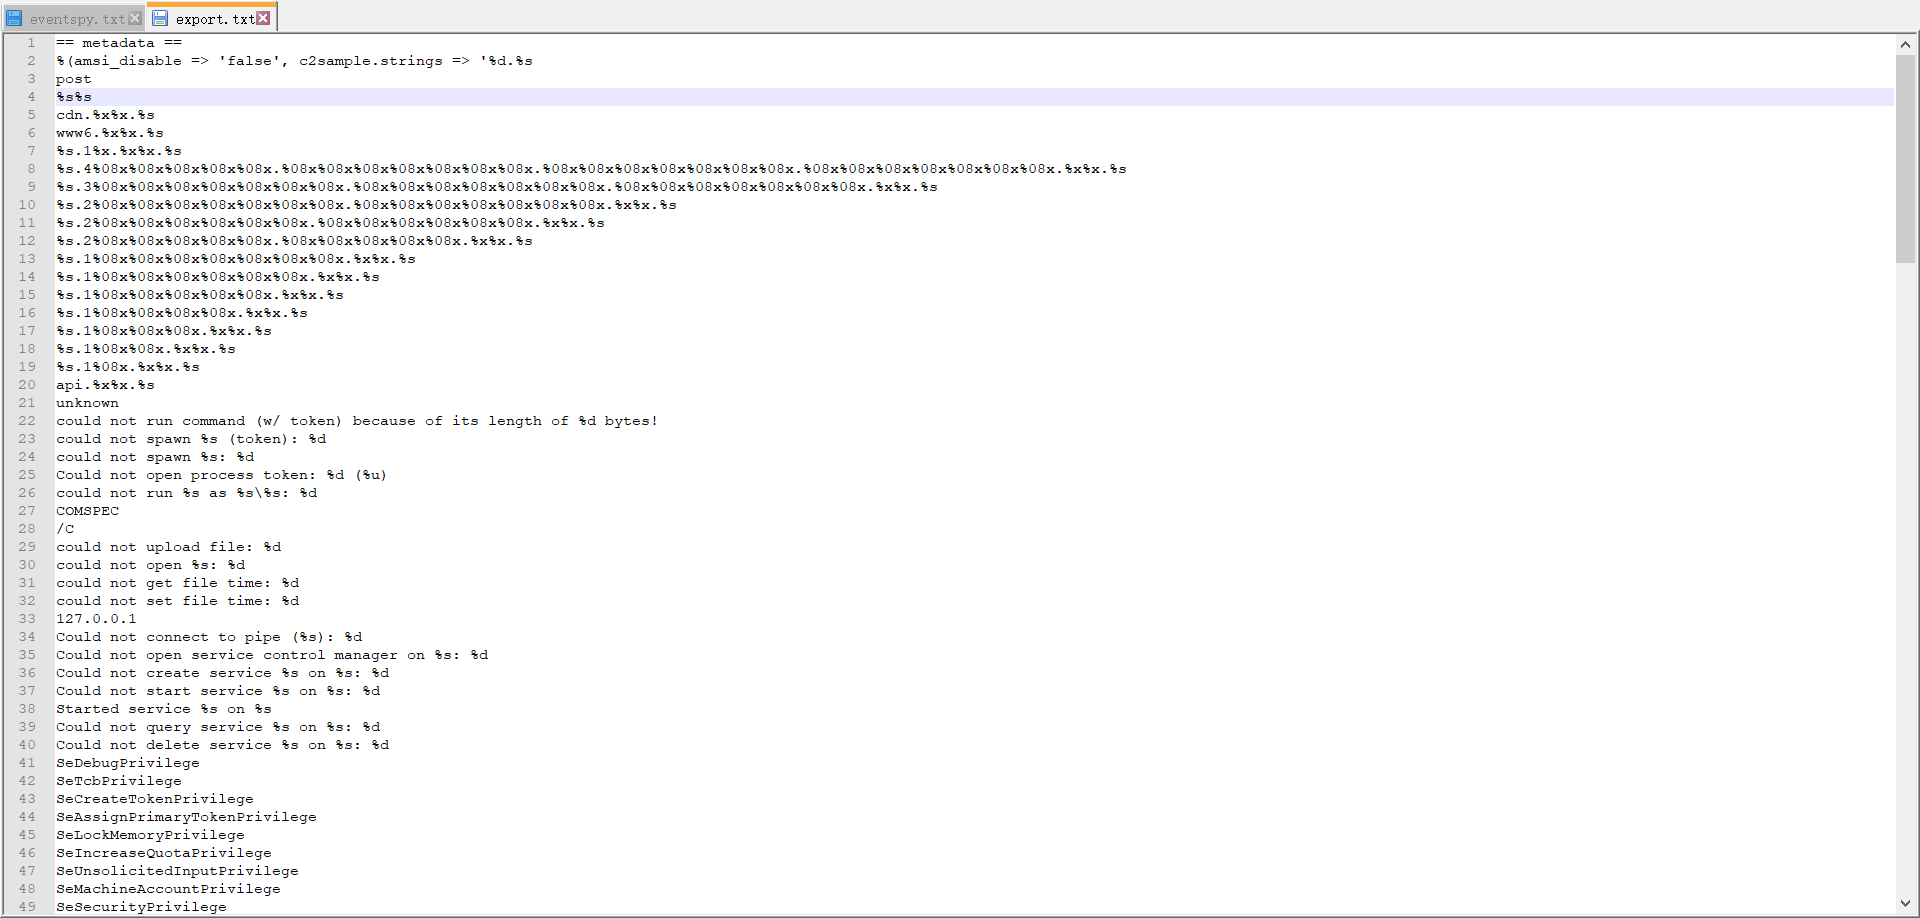 eventspy.txt export.txt
1 == metadata ==
2 %(amsi_disable => 'false', c2sample.strings => '%d.%s
3 post
4 %s%s
5 cdn.%x%x.%s
6 www6.%x%x.%s
7 %s.1%x.%x%x.%s
8 %s.4%08x%08x%08x%08x%08x.%08x%08x%08x%08x%08x%08x%08x.%08x%08x%08x%08x%08x%08x%08x.%08x%08x%08x%08x%08x%08x%08x.%x%x.%s
9 %s.3%08x%08x%08x%08x%08x%08x%08x.%08x%08x%08x%08x%08x%08x%08x.%08x%08x%08x%08x%08x%08x%08x.%x%x.%s
10 %s.2%08x%08x%08x%08x%08x%08x%08x.%08x%08x%08x%08x%08x%08x%08x.%x%x.%s
11 %s.2%08x%08x%08x%08x%08x%08x.%08x%08x%08x%08x%08x%08x.%x%x.%s
12 %s.2%08x%08x%08x%08x%08x.%08x%08x%08x%08x%08x.%x%x.%s
13 %s.1%08x%08x%08x%08x%08x%08x%08x.%x%x.%s
14 %s.1%08x%08x%08x%08x%08x%08x.%x%x.%s
15 %s.1%08x%08x%08x%08x%08x.%x%x.%s
16 %s.1%08x%08x%08x%08x.%x%x.%s
17 %s.1%08x%08x%08x.%x%x.%s
18 %s.1%08x%08x.%x%x.%s
19 %s.1%08x.%x%x.%s
20 api.%x%x.%s
21 unknown
22 could not run command (w/ token) because of its length of %d bytes!
23 could not spawn %s (token): %d
24 could not spawn %s: %d
25 Could not open process token: %d (%u)
26 could not run %s as %s\%s: %d
27 COMSPEC
28 /C
29 could not upload file: %d
30 could not open %s: %d
31 could not get file time: %d
32 could not set file time: %d
33 127.0.0.1
34 Could not connect to pipe (%s): %d
35 Could not open service control manager on %s: %d
36 Could not create service %s on %s: %d
37 Could not start service %s on %s: %d
38 Started service %s on %s
39 Could not query service %s on %s: %d
40 Could not delete service %s on %s: %d
41 SeDebugPrivilege
42 SeTcbPrivilege
43 SeCreateTokenPrivilege
44 SeAssignPrimaryTokenPrivilege
45 SeLockMemoryPrivilege
46 SeIncreaseQuotaPrivilege
47 SeUnsolicitedInputPrivilege
48 SeMachineAccountPrivilege
49 SeSecurityPrivilege